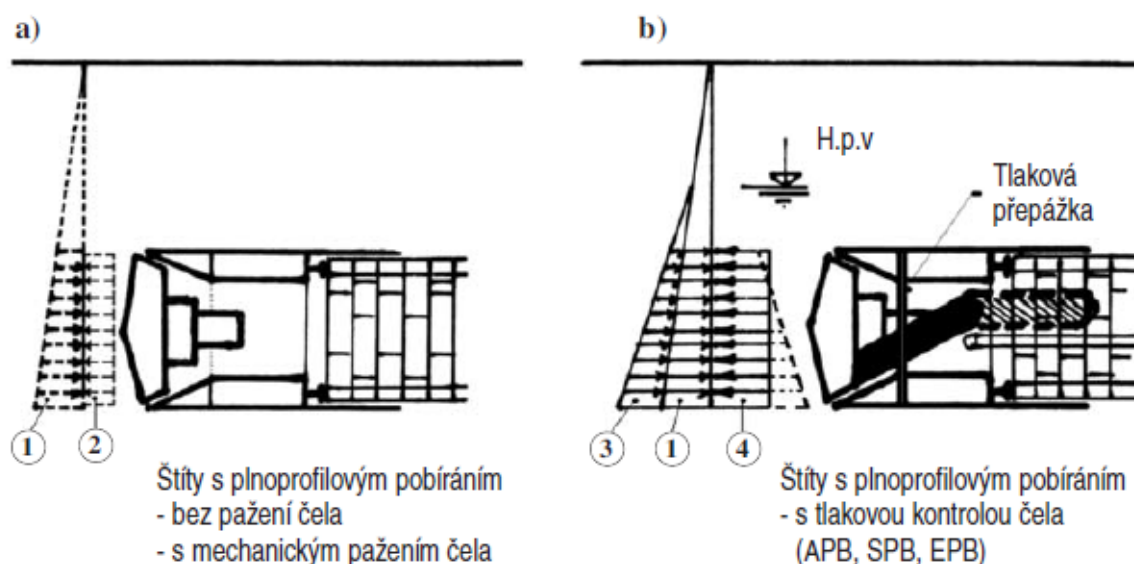 a)
b)
H.p.v
Tlaková
přepážka
1
2
3
1
4
Štíty s plnoprofilovým pobíráním
- bez pažení čela
- s mechanickým pažením čela
Štíty s plnoprofilovým pobíráním
- s tlakovou kontrolou čela
(APB, SPB, EPB)